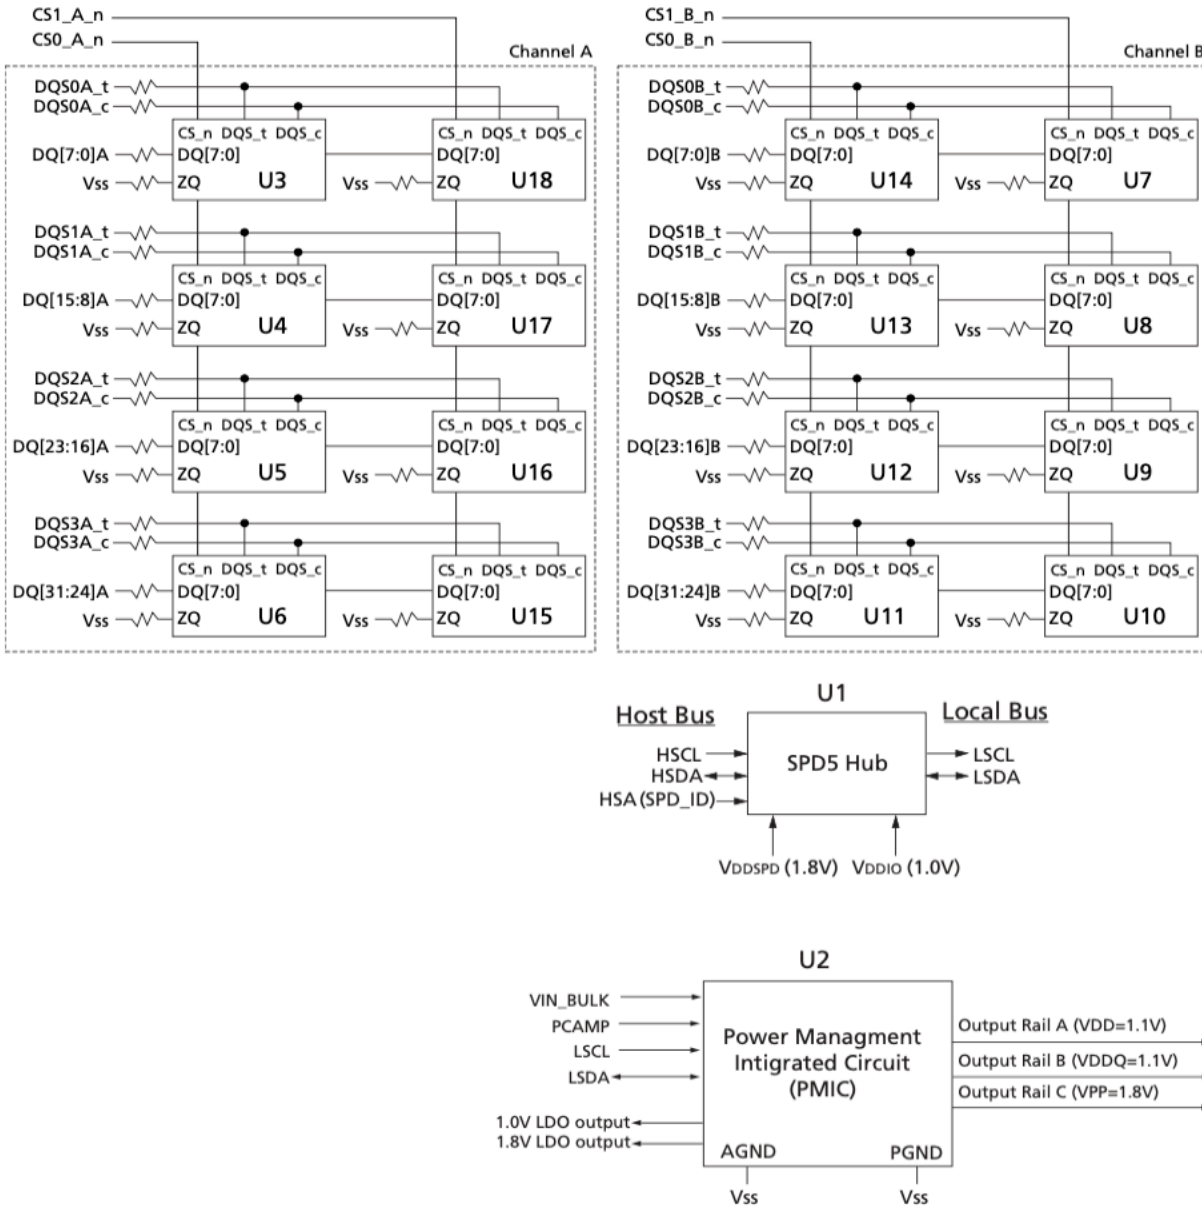 CS1_A_n
CS0_A_n
Channel A
DQS0A_t
DQS0A_c
CS_n DQS_t DQS_c
CS_n DQS_t DQS_c
DQ[7:0]A
DQ[7:0]
DQ[7:0]
Vss
ZQ
U3
Vss
ZQ
U18
DQS1A_t
DQS1A_c
CS_n DQS_t DQS_c
CS_n DQS_t DQS_c
DQ[15:8]A
DQ[7:0]
DQ[7:0]
Vss
ZQ
U4
Vss
ZQ
U17
DQS2A_t
DQS2A_c
CS_n DQS_t DQS_c
CS_n DQS_t DQS_c
DQ[23:16]A
DQ[7:0]
DQ[7:0]
Vss
ZQ
U5
Vss
ZQ
U16
DQS3A_t
DQS3A_c
CS_n DQS_t DQS_c
CS_n DQS_t DQS_c
DQ[31:24]A
DQ[7:0]
DQ[7:0]
Vss
ZQ
U6
Vss
ZQ
U15
CS1_B_n
CS0_B_n
Channel B
DQS0B_t
DQS0B_c
CS_n DQS_t DQS_c
CS_n DQS_t DQS_c
DQ[7:0]B
DQ[7:0]
DQ[7:0]
Vss
ZQ
U14
Vss
ZQ
U7
DQS1B_t
DQS1B_c
CS_n DQS_t DQS_c
CS_n DQS_t DQS_c
DQ[15:8]B
DQ[7:0]
DQ[7:0]
Vss
ZQ
U13
Vss
ZQ
U8
DQS2B_t
DQS2B_c
CS_n DQS_t DQS_c
CS_n DQS_t DQS_c
DQ[23:16]B
DQ[7:0]
DQ[7:0]
Vss
ZQ
U12
Vss
ZQ
U9
DQS3B_t
DQS3B_c
CS_n DQS_t DQS_c
CS_n DQS_t DQS_c
DQ[31:24]B
DQ[7:0]
DQ[7:0]
Vss
ZQ
U11
Vss
ZQ
U10
U1
Host Bus
Local Bus
HSCL
HSDA
HSA (SPD_ID)
SPD5 Hub
LSCL
LSDA
VDDSPD (1.8V)
VDDIO (1.0V)
U2
VIN_BULK
PCAMP
LSCL
LSDA
1.0V LDO output
1.8V LDO output
Power Managment
Intigrated Circuit
(PMIC)
AGND
PGND
Output Rail A (VDD=1.1V)
Output Rail B (VDDQ=1.1V)
Output Rail C (VPP=1.8V)
Vss
Vss